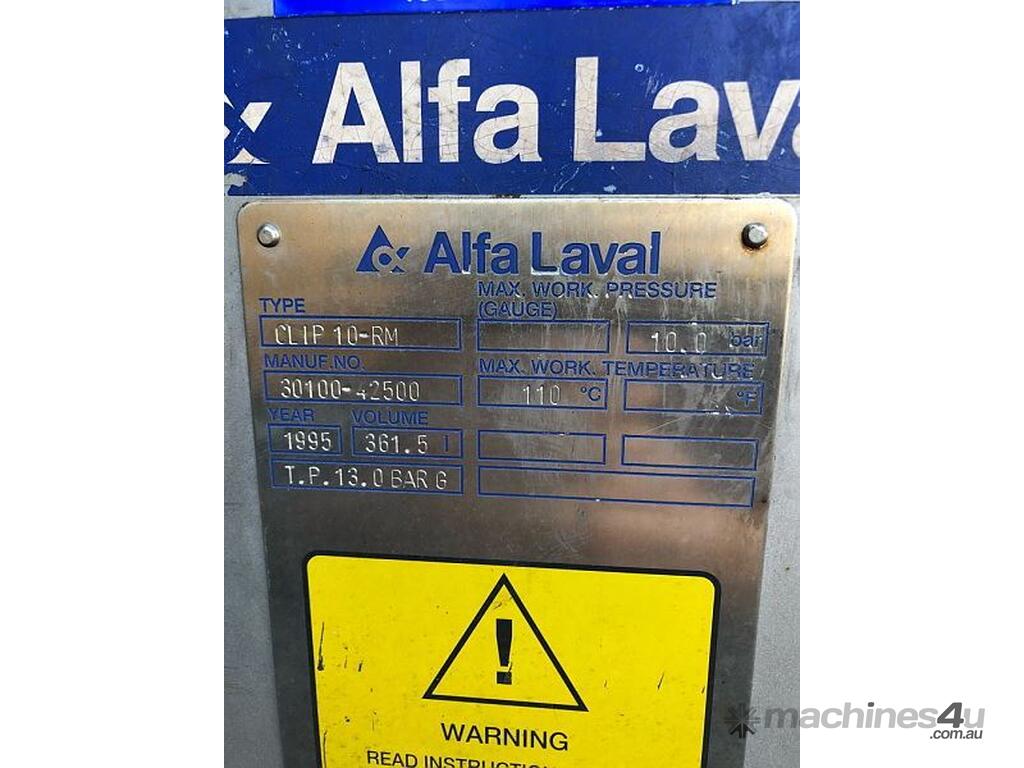 Alfa Lava
Alfa Laval
TYPE
CLIP 10-RM
MAX. WORK. PRESSURE
(GAUGE)
10.0 bar
MANUF.NO.
30100-42500
MAX. WORK. TEMPERATURE
110 °C °F
YEAR VOLUME
1995 361.5 l
T.P.13.0 BAR G
!
WARNING
READ INSTRUCTION
machines4u
.com.au